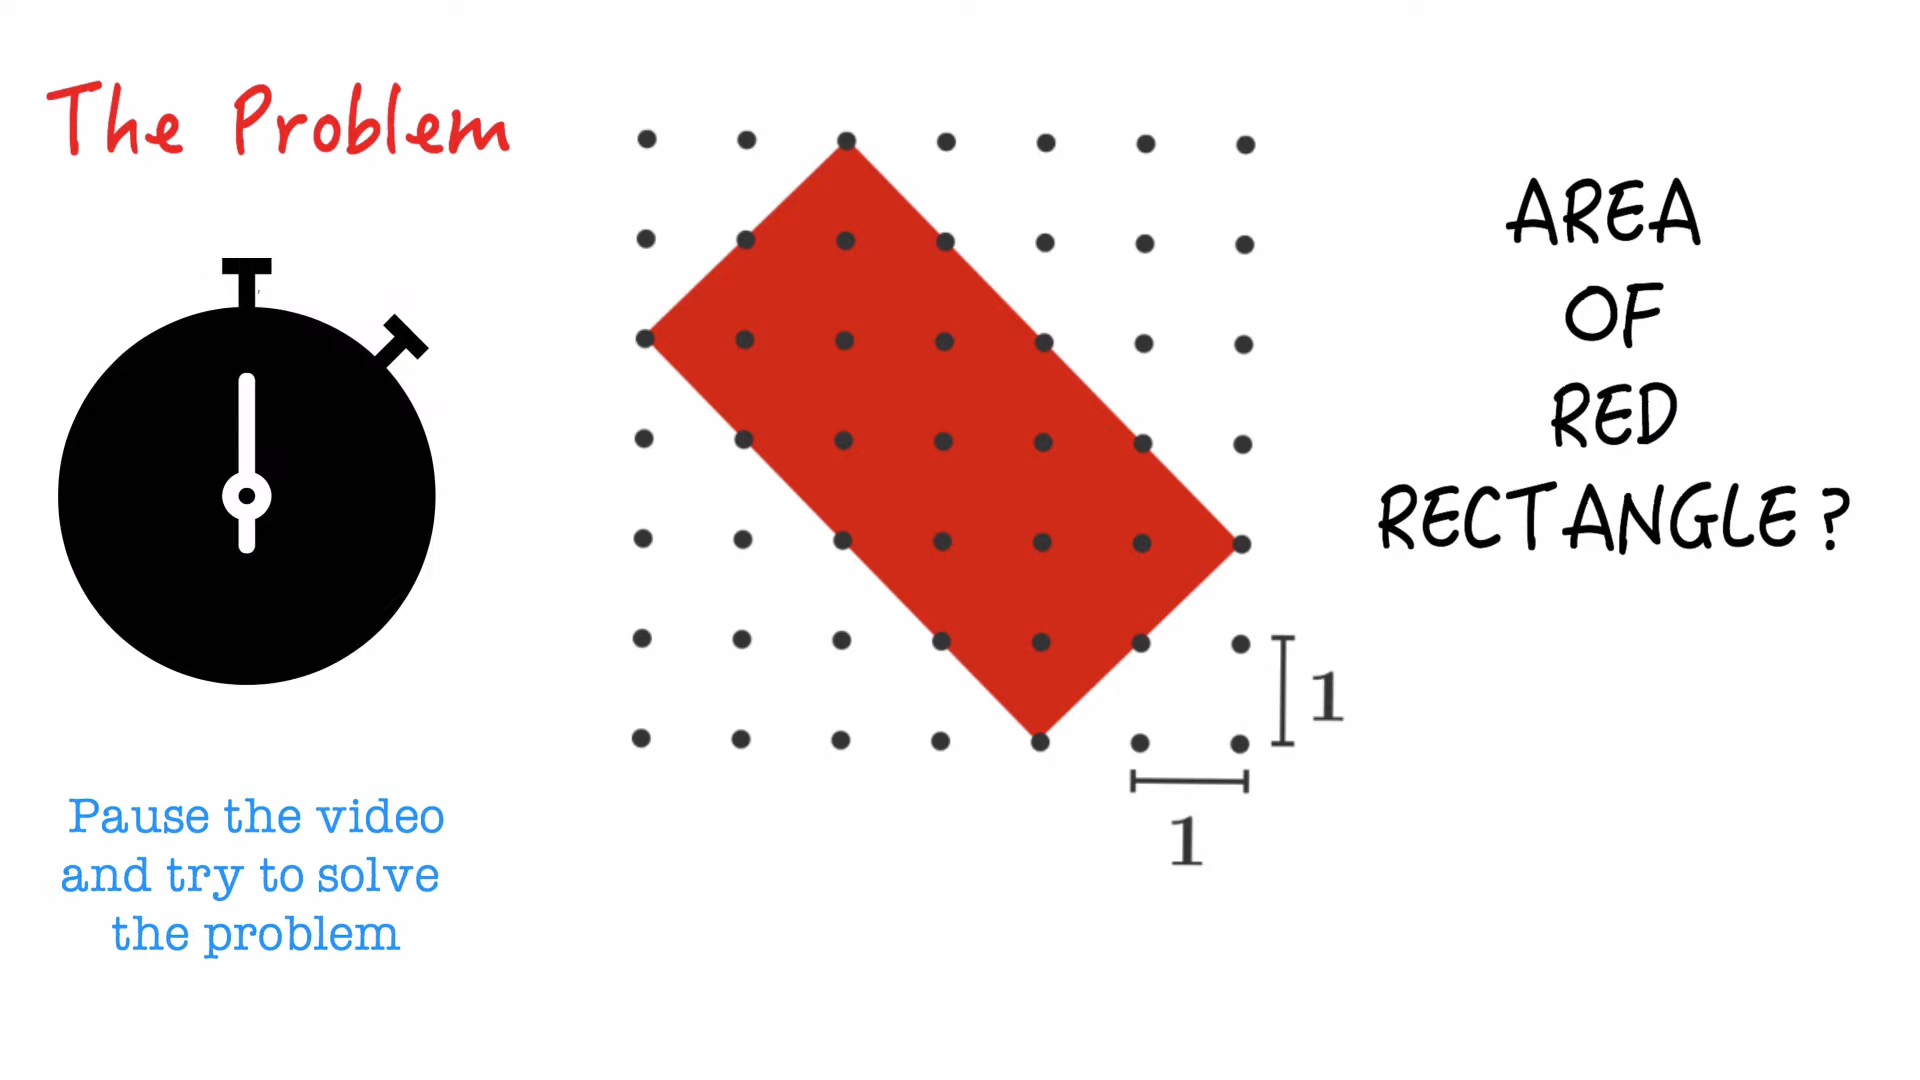 The Problem
AREA
OF
RED
RECTANGLE?
1
1
Pause the video
and try to solve
the problem